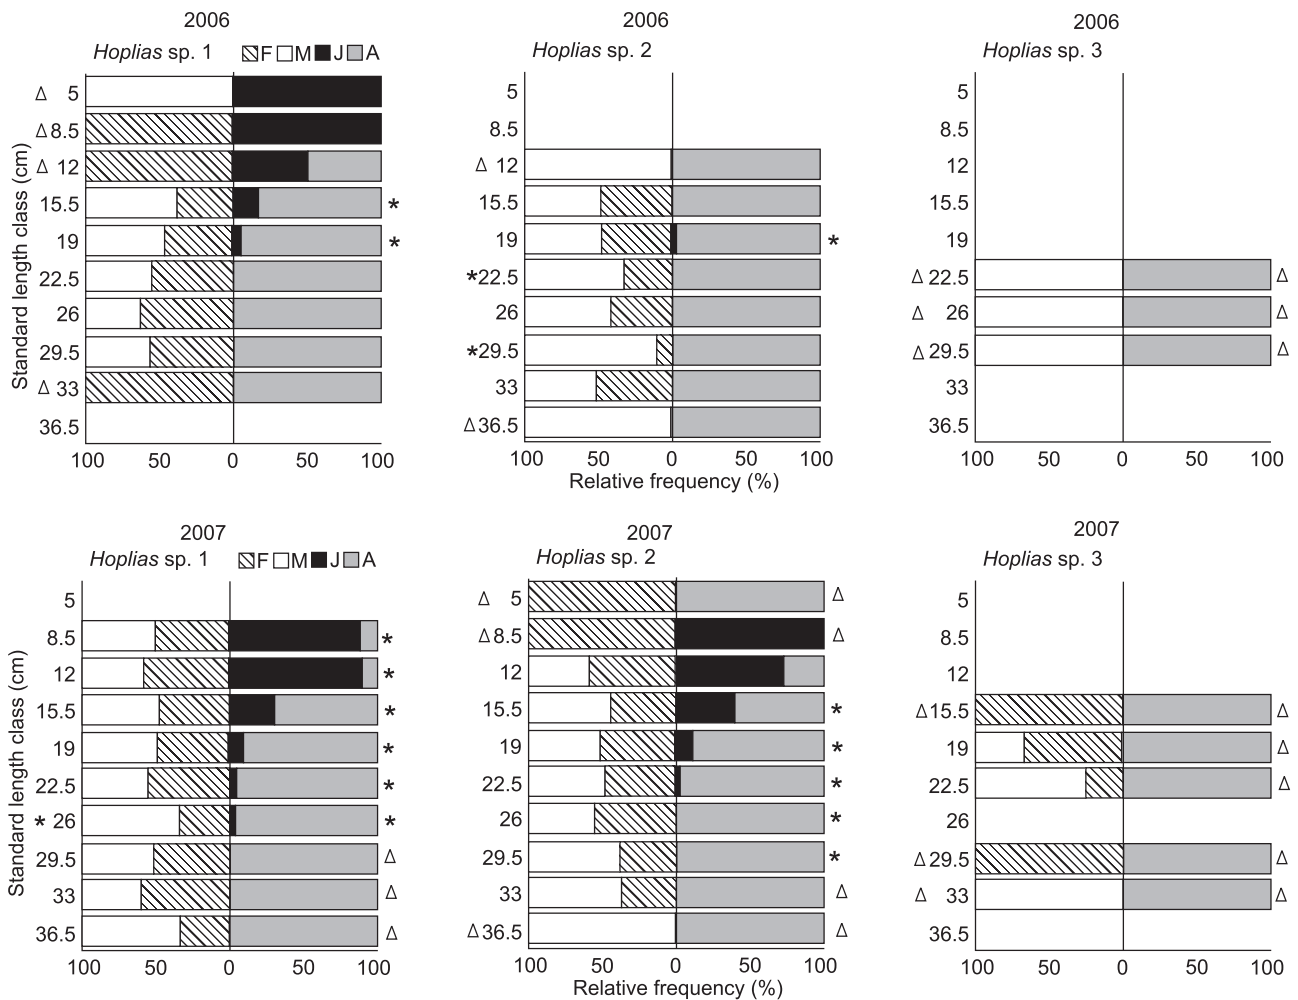 2006
Hoplias sp. 1 F M J A
Standard length class (cm)
Δ 5
Δ 8.5
Δ 12
15.5 *
19 *
22.5
26
29.5
Δ 33
36.5
100 50 0 100
2006
Hoplias sp. 2
5
8.5
Δ 12
15.5
19 *
*22.5
26
*29.5
33
Δ 36.5
100 50 0 50 100
Relative frequency (%)
2006
Hoplias sp. 3
5
8.5
12
15.5
19
Δ 22.5 Δ
Δ 26 Δ
Δ 29.5 Δ
33
36.5
100 50 0 50 100
2007
Hoplias sp. 1 F M J A
Standard length class (cm)
5
8.5 *
12 *
15.5 *
19 *
22.5 *
* 26 *
29.5 Δ
33 Δ
36.5 Δ
100 50 0 50 100
2007
Hoplias sp. 2
Δ 5 Δ
Δ 8.5 Δ
12
15.5 *
19 *
22.5 *
26 *
29.5 *
33 Δ
Δ 36.5 Δ
100 50 0 50 100
Relative frequency (%)
2007
Hoplias sp. 3
5
8.5
12
Δ 15.5 Δ
19 Δ
22.5 Δ
26
Δ 29.5 Δ
Δ 33 Δ
36.5
100 50 0 50 100